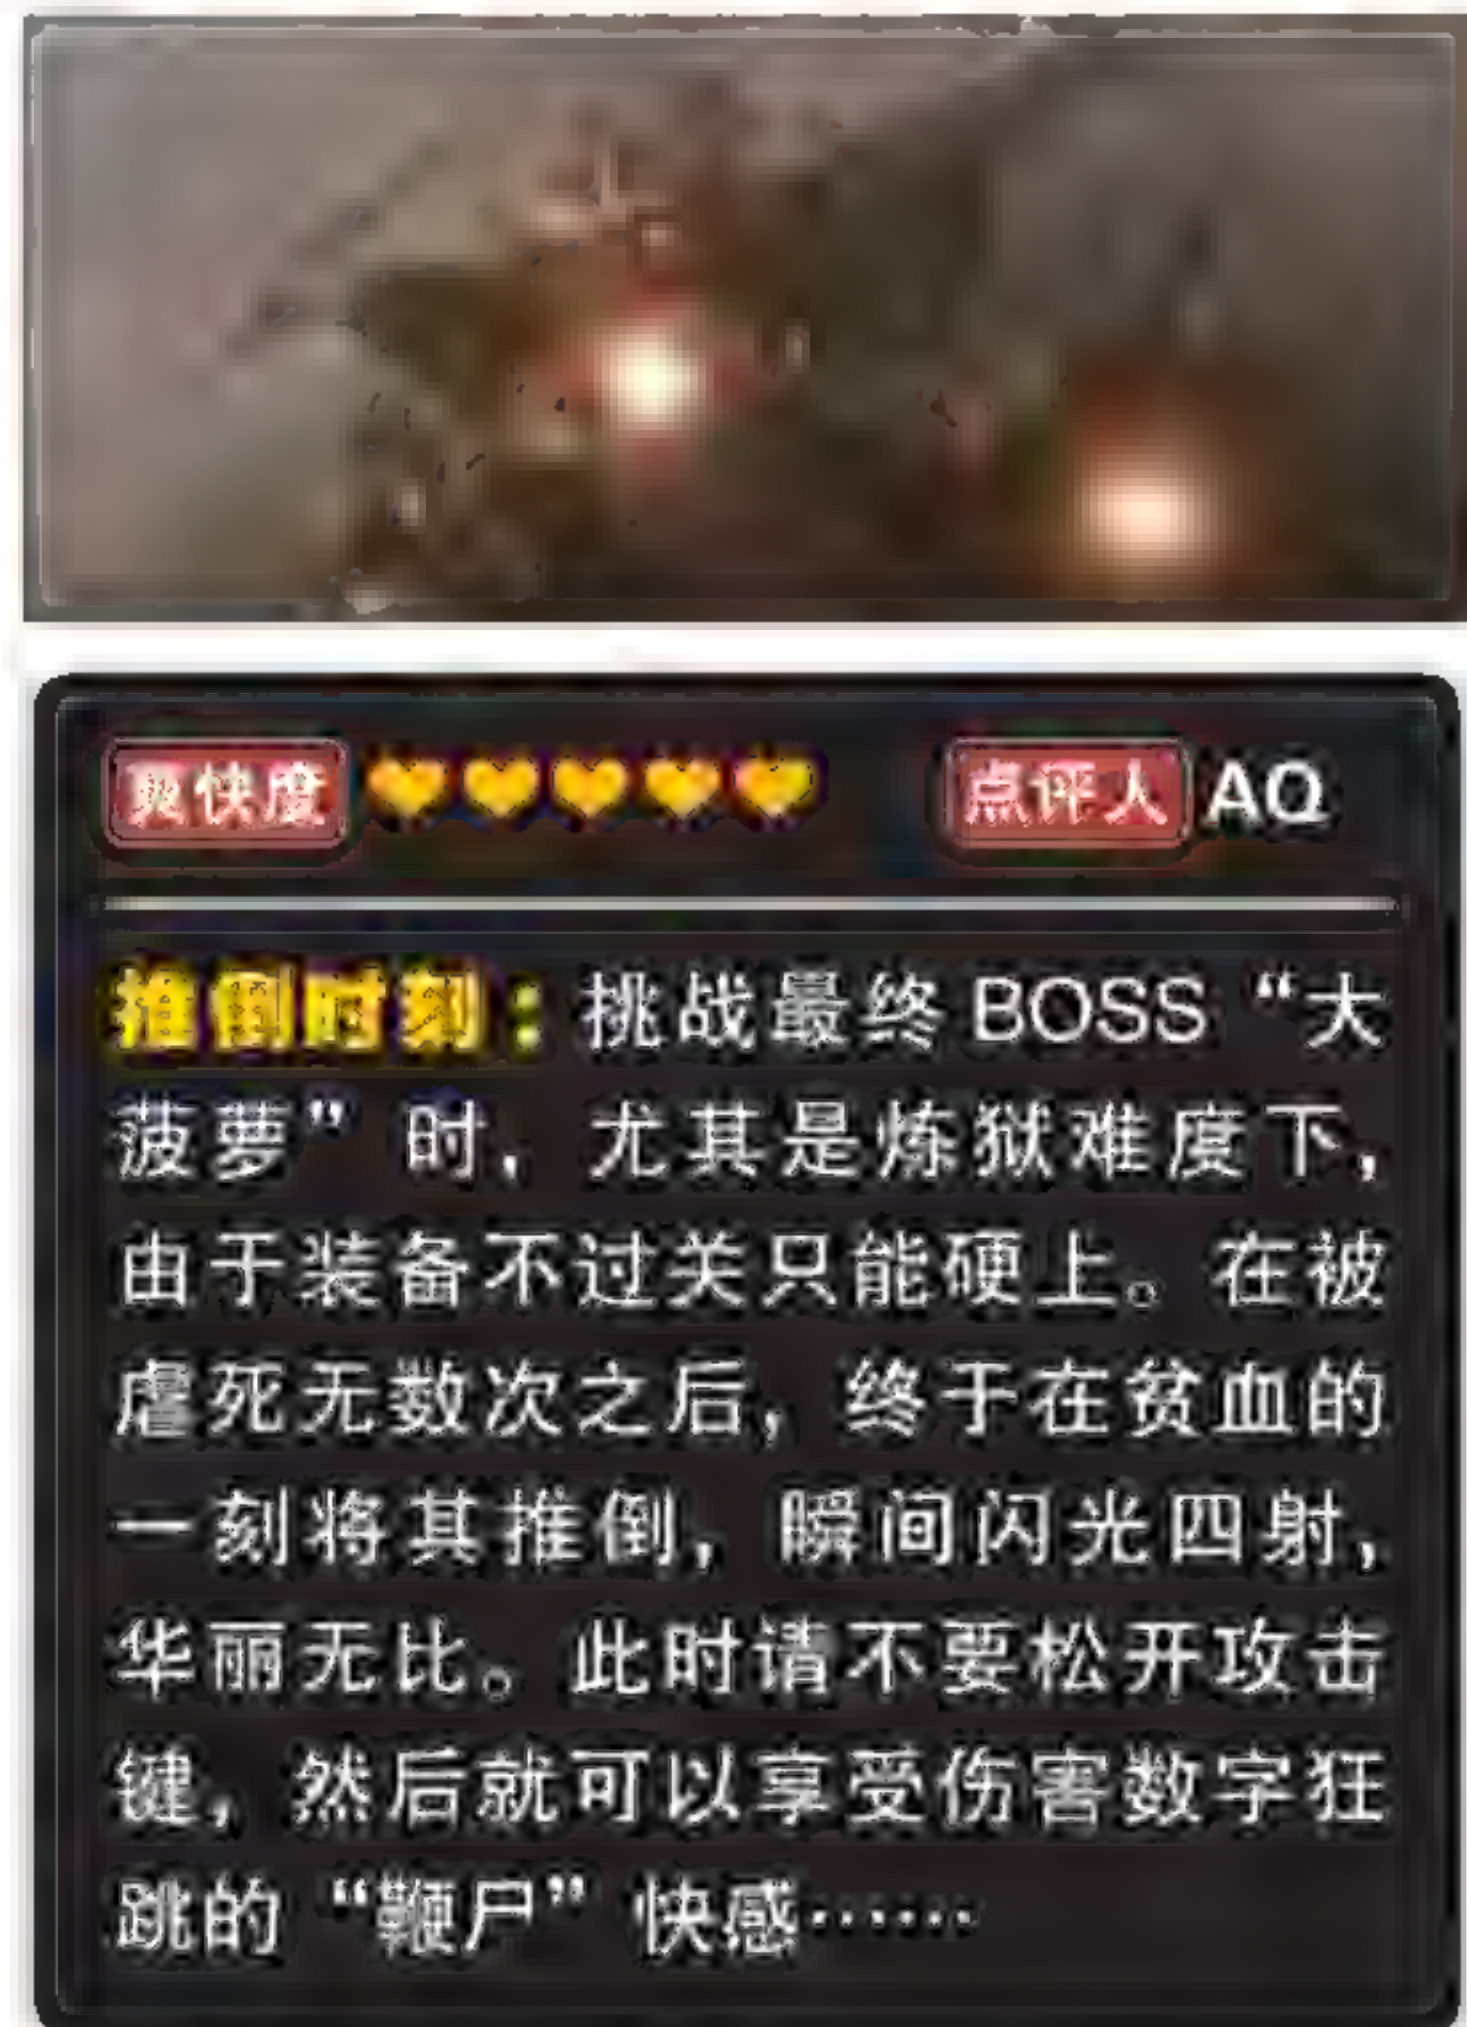 爽快度 点评人 AQ
推倒时刻：挑战最终BOSS“大
菠萝”时，尤其是炼狱难度下，
由于装备不过关只能硬上。在被
虐死无数次之后，终于在贫血的
一刻将其推倒，瞬间闪光四射，
华丽无比。此时请不要松开攻击
键，然后就可以享受伤害数字狂
跳的“鞭尸”快感……